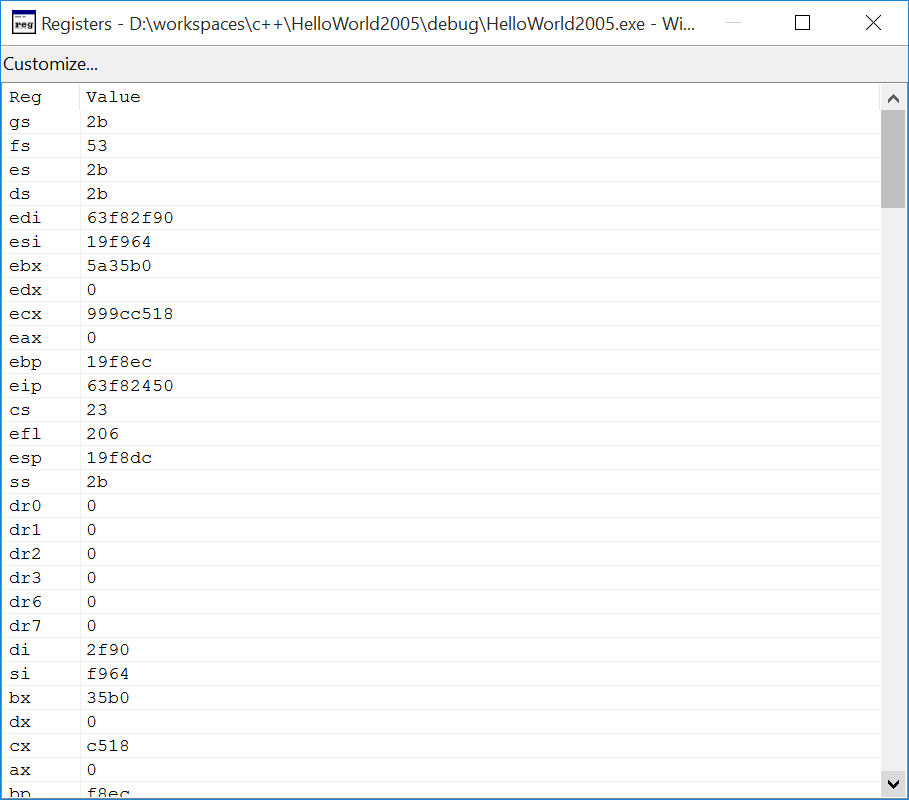 reg Registers - D:\workspaces\c++\HelloWorld2005\debug\HelloWorld2005.exe - Wi...
Customize...
Reg Value
gs 2b
fs 53
es 2b
ds 2b
edi 63f82f90
esi 19f964
ebx 5a35b0
edx 0
ecx 999cc518
eax 0
ebp 19f8ec
eip 63f82450
cs 23
efl 206
esp 19f8dc
ss 2b
dr0 0
dr1 0
dr2 0
dr3 0
dr6 0
dr7 0
di 2f90
si f964
bx 35b0
dx 0
cx c518
ax 0
bp f8ec